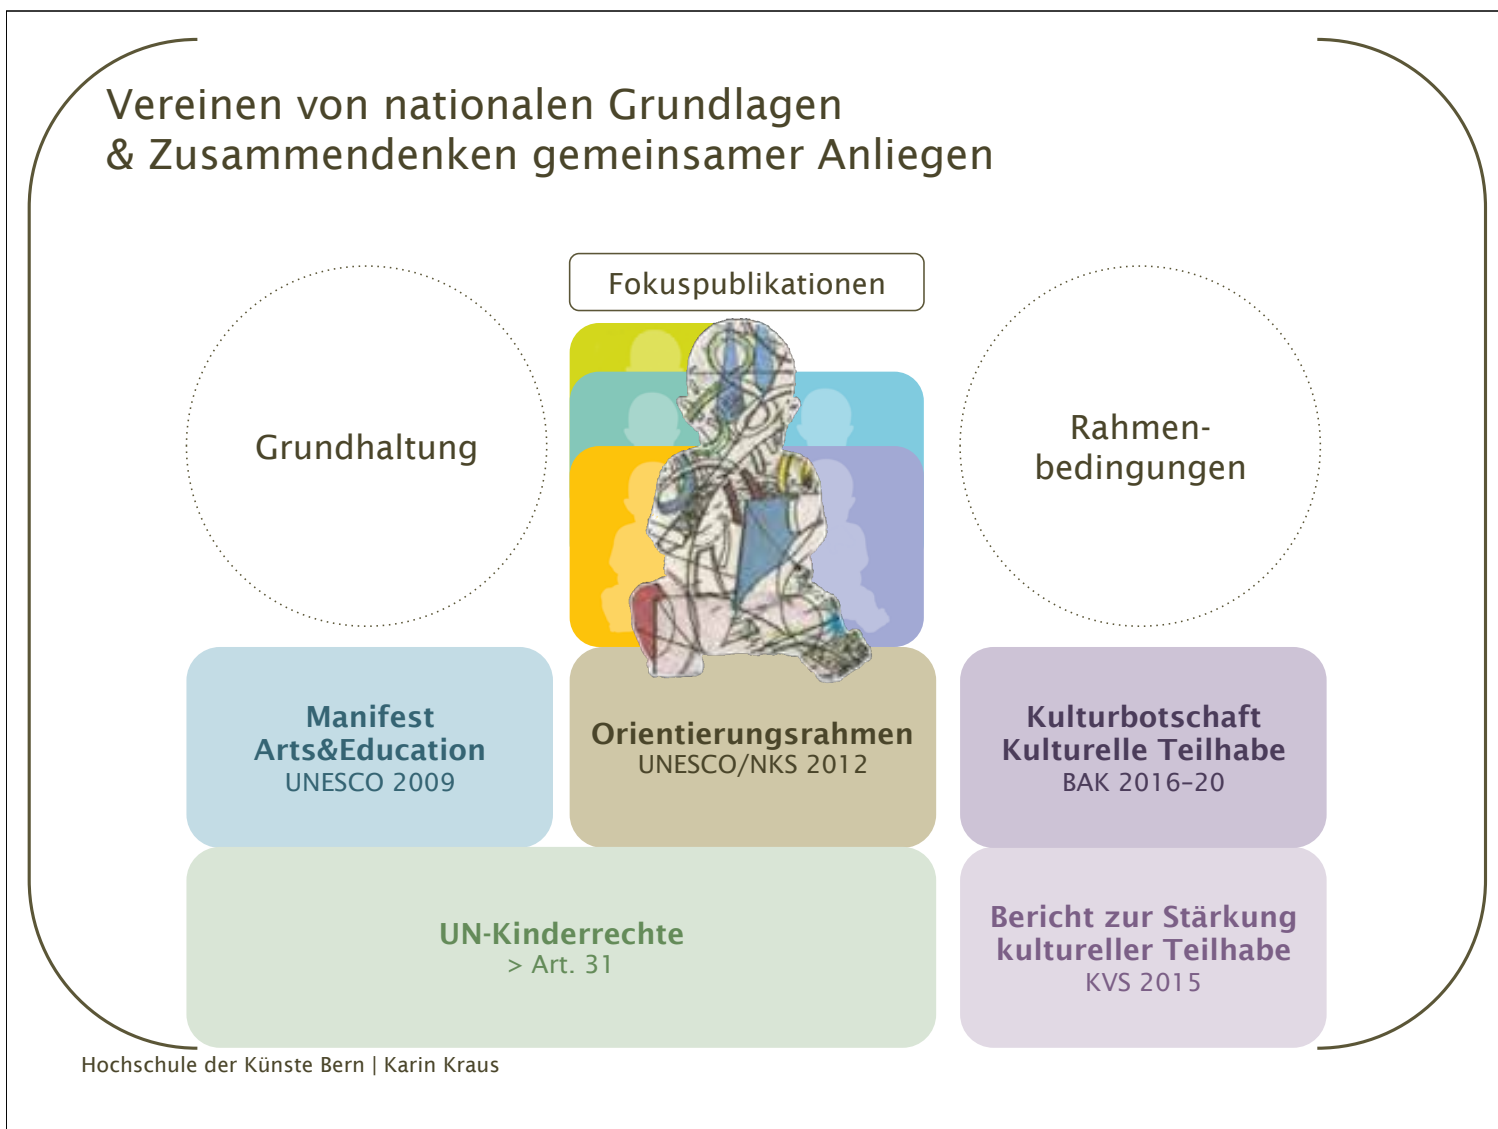 Vereinen von nationalen Grundlagen
& Zusammendenken gemeinsamer Anliegen
Fokuspublikationen
Grundhaltung
Rahmen-
bedingungen
Manifest
Arts&Education
UNESCO 2009
Orientierungsrahmen
UNESCO/NKS 2012
Kulturbotschaft
Kulturelle Teilhabe
BAK 2016–20
UN-Kinderrechte
> Art. 31
Bericht zur Stärkung
kultureller Teilhabe
KVS 2015
Hochschule der Künste Bern | Karin Kraus